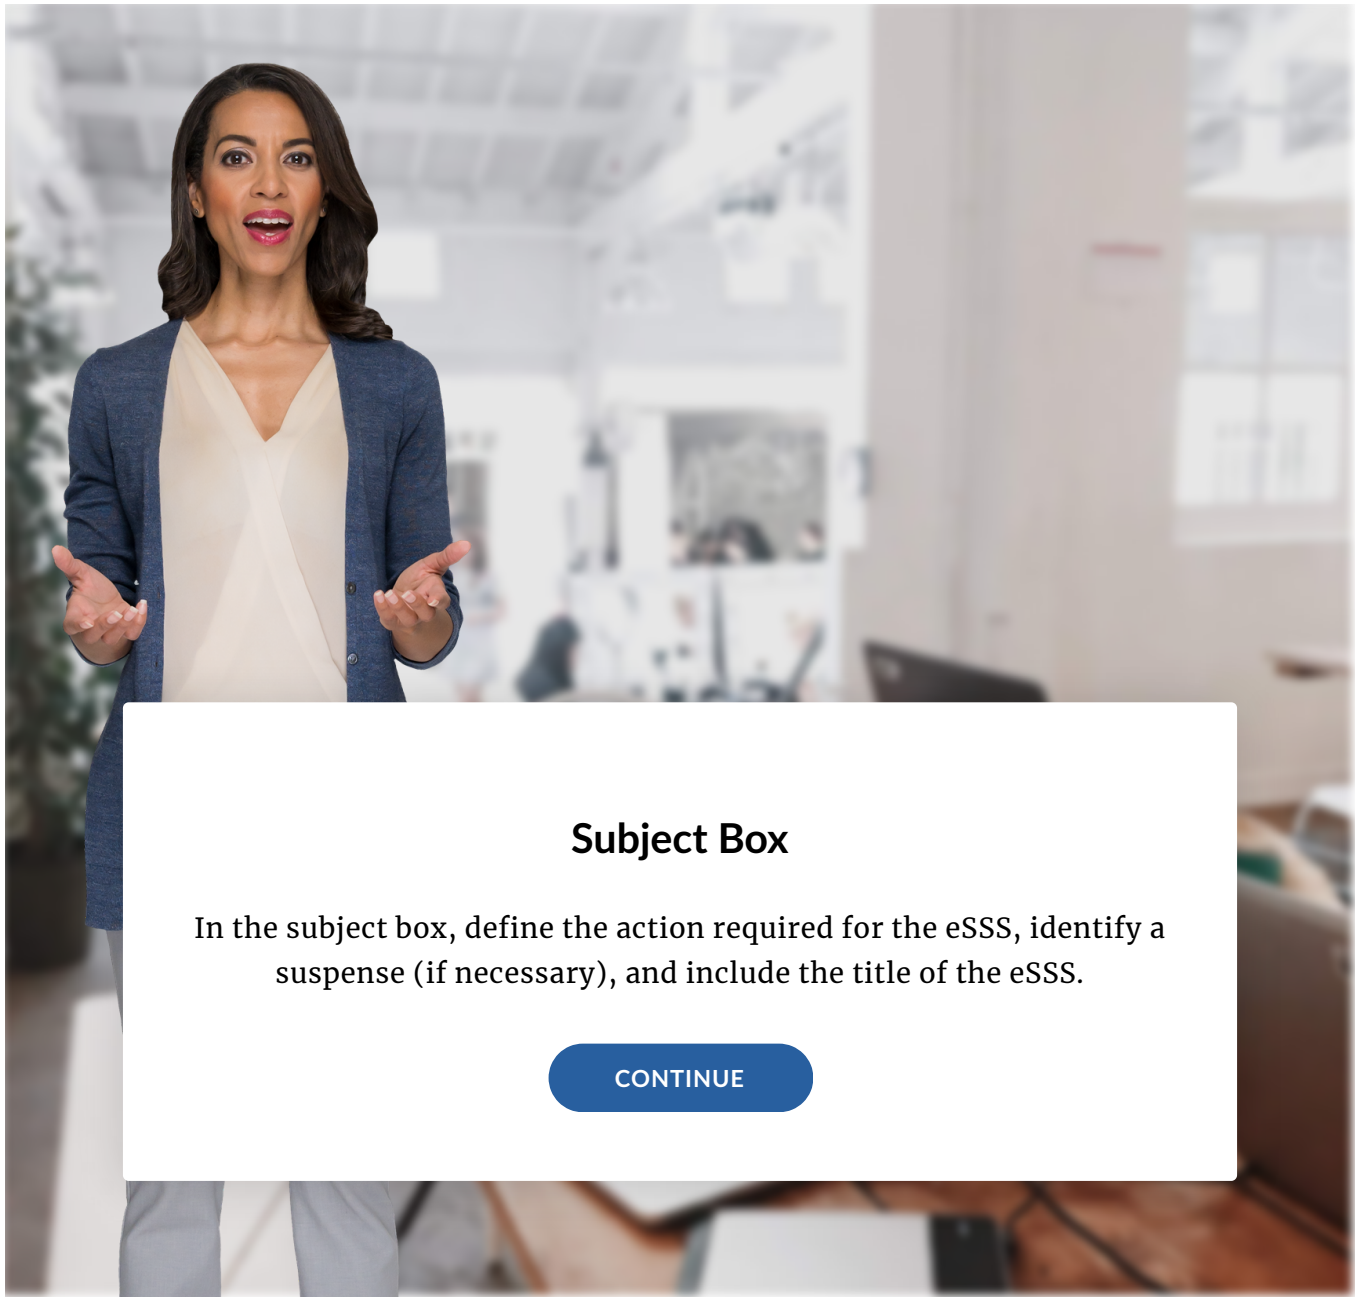 Subject Box
In the subject box, define the action required for the eSSS, identify a
suspense (if necessary), and include the title of the eSSS.
CONTINUE